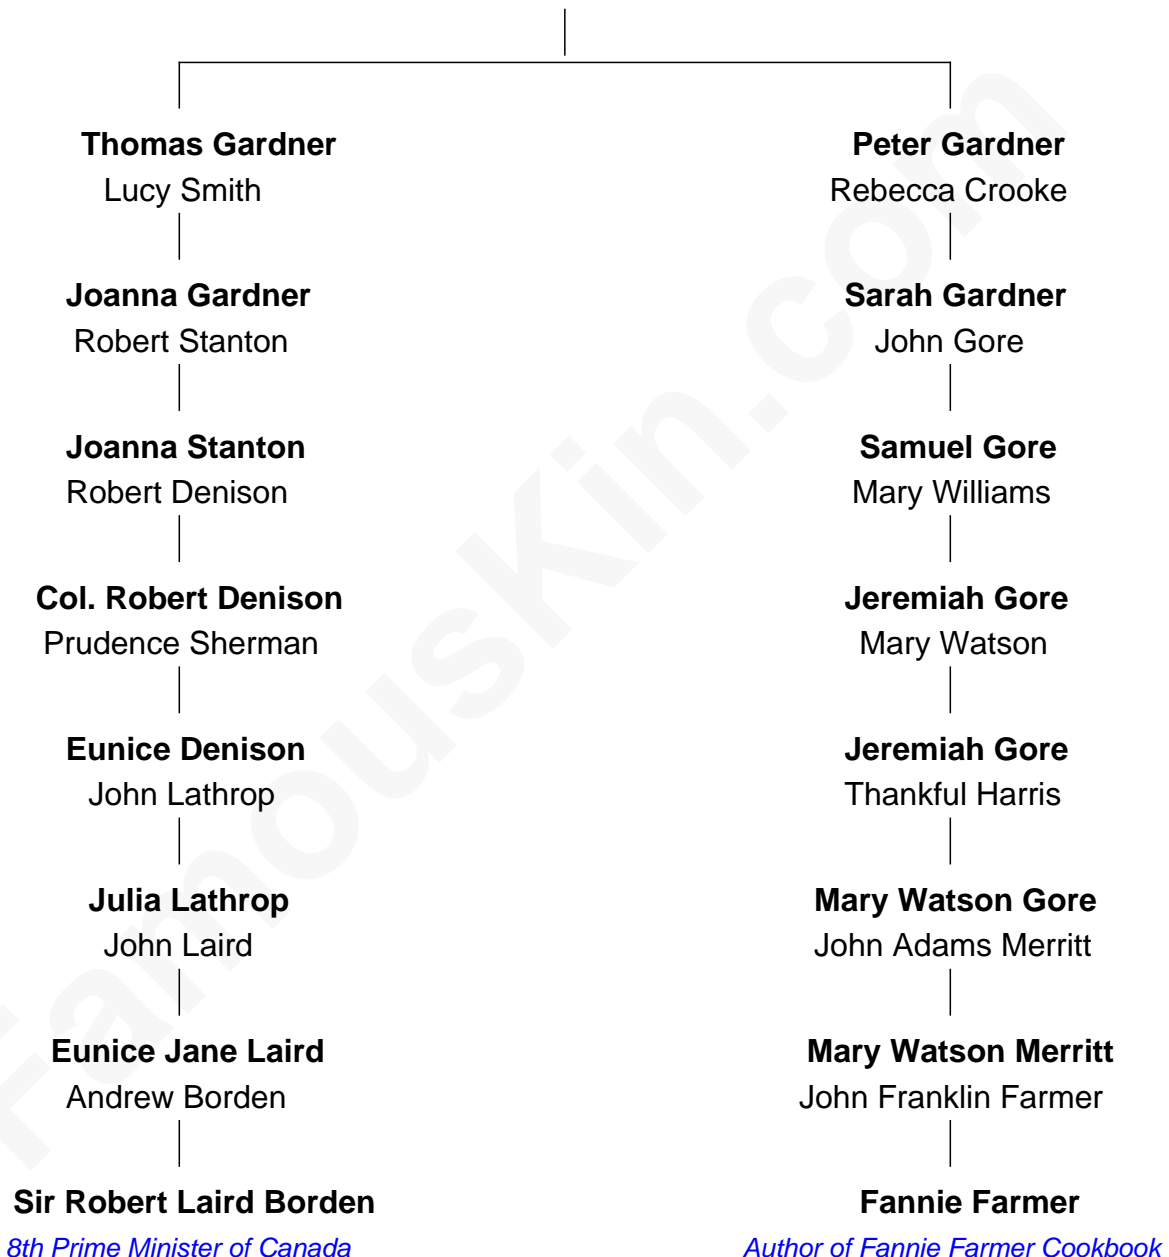 Thomas Gardner
Lucy Smith
Peter Gardner
Rebecca Crooke
Joanna Gardner
Robert Stanton
Sarah Gardner
John Gore
Joanna Stanton
Robert Denison
Samuel Gore
Mary Williams
Col. Robert Denison
Prudence Sherman
Jeremiah Gore
Mary Watson
Eunice Denison
John Lathrop
Jeremiah Gore
Thankful Harris
Julia Lathrop
John Laird
Mary Watson Gore
John Adams Merritt
Eunice Jane Laird
Andrew Borden
Mary Watson Merritt
John Franklin Farmer
Sir Robert Laird Borden
8th Prime Minister of Canada
Fannie Farmer
Author of Fannie Farmer Cookbook
FamousKin.com